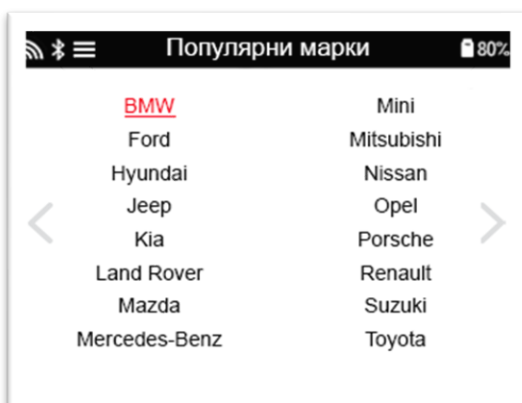 Популярни марки 80%
BMW
Ford
Hyundai
Jeep
Kia
Land Rover
Mazda
Mercedes-Benz
Mini
Mitsubishi
Nissan
Opel
Porsche
Renault
Suzuki
Toyota